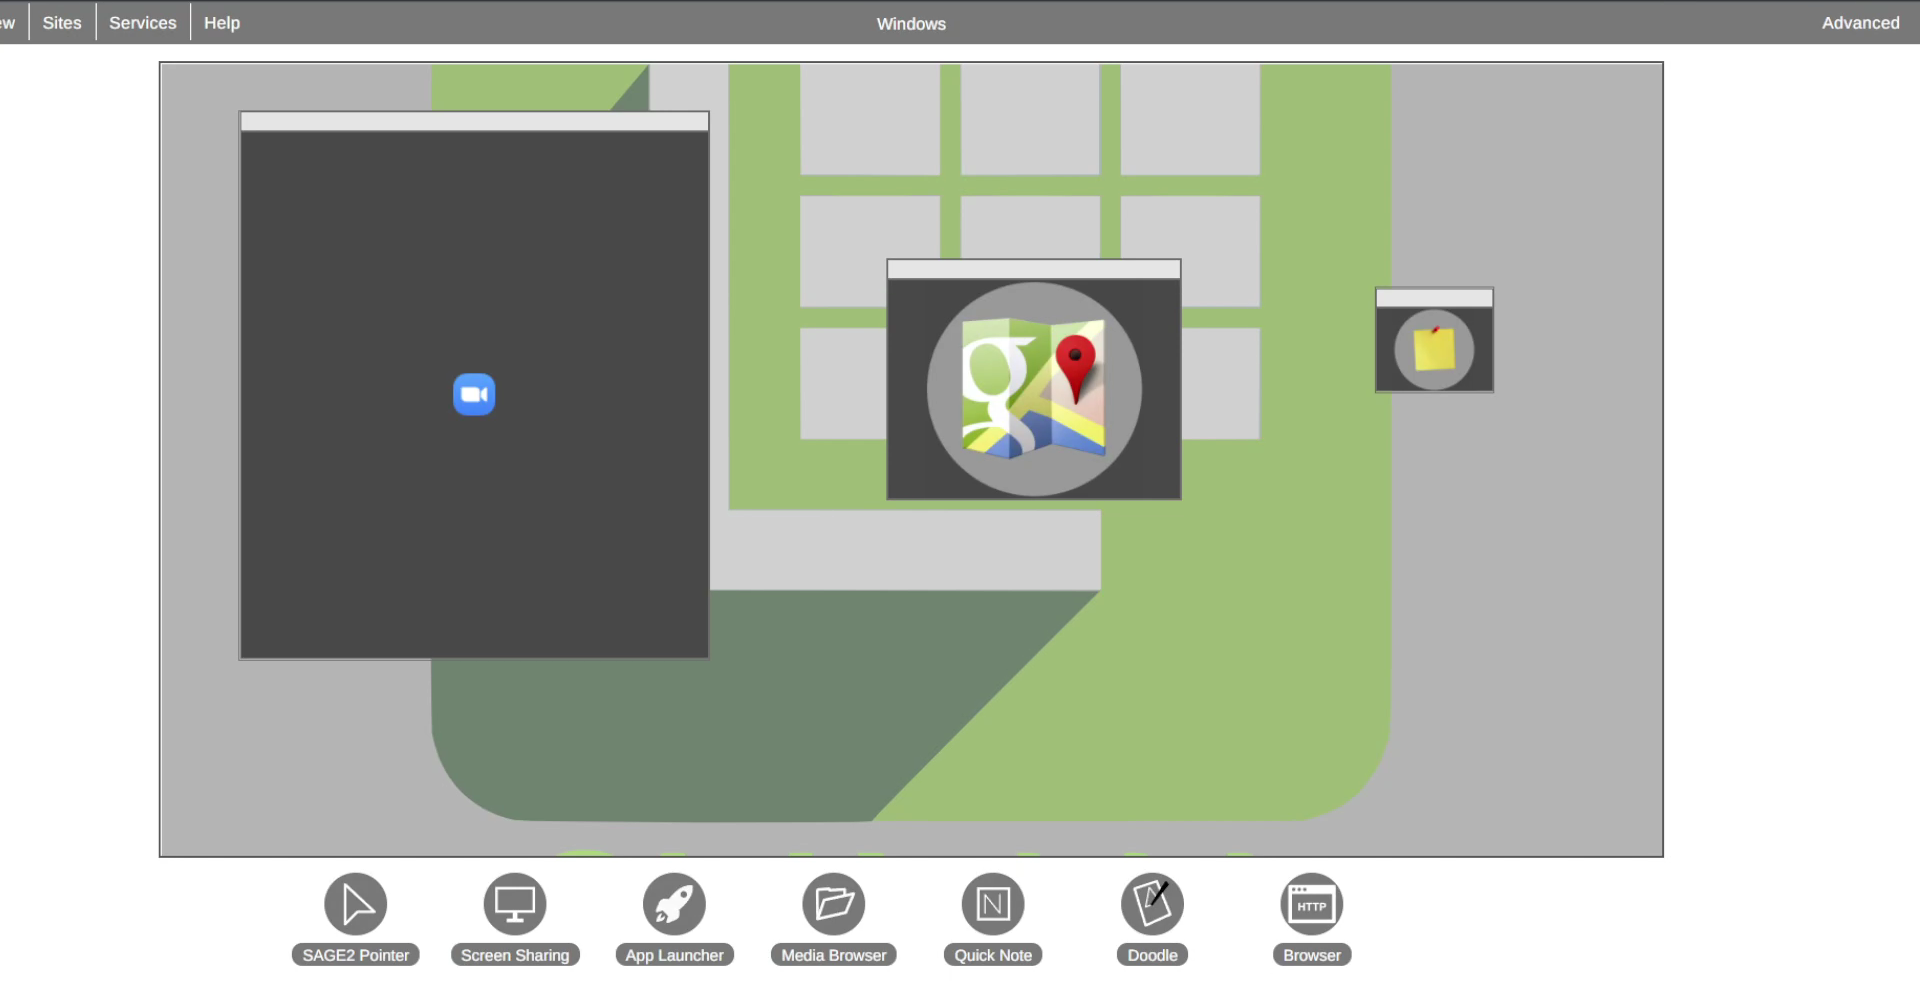 ew Sites Services Help Windows Advanced
HTTP
SAGE2 Pointer Screen Sharing App Launcher Media Browser Quick Note Doodle Browser